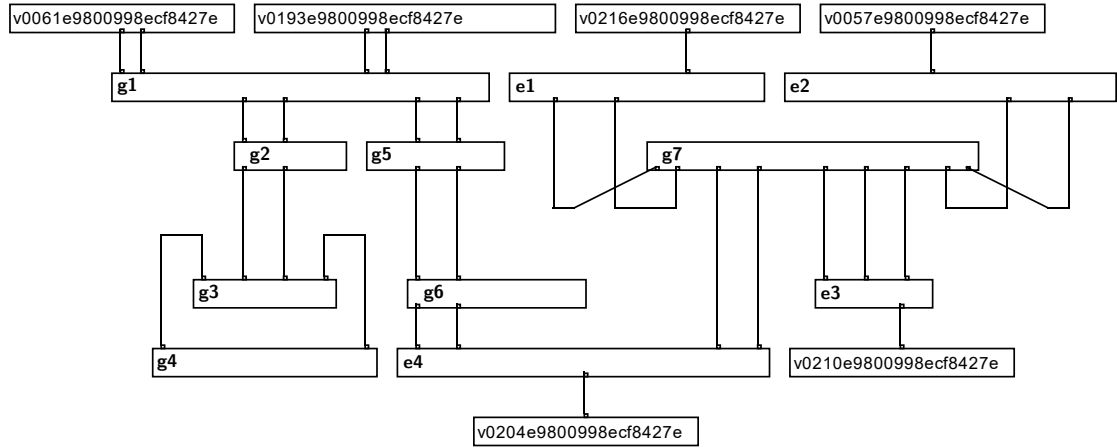 v0061e9800998ecf8427e
v0193e9800998ecf8427e
v0216e9800998ecf8427e
v0057e9800998ecf8427e
g1
e1
e2
g2
g5
g7
g3
g6
e3
g4
e4
v0210e9800998ecf8427e
v0204e9800998ecf8427e